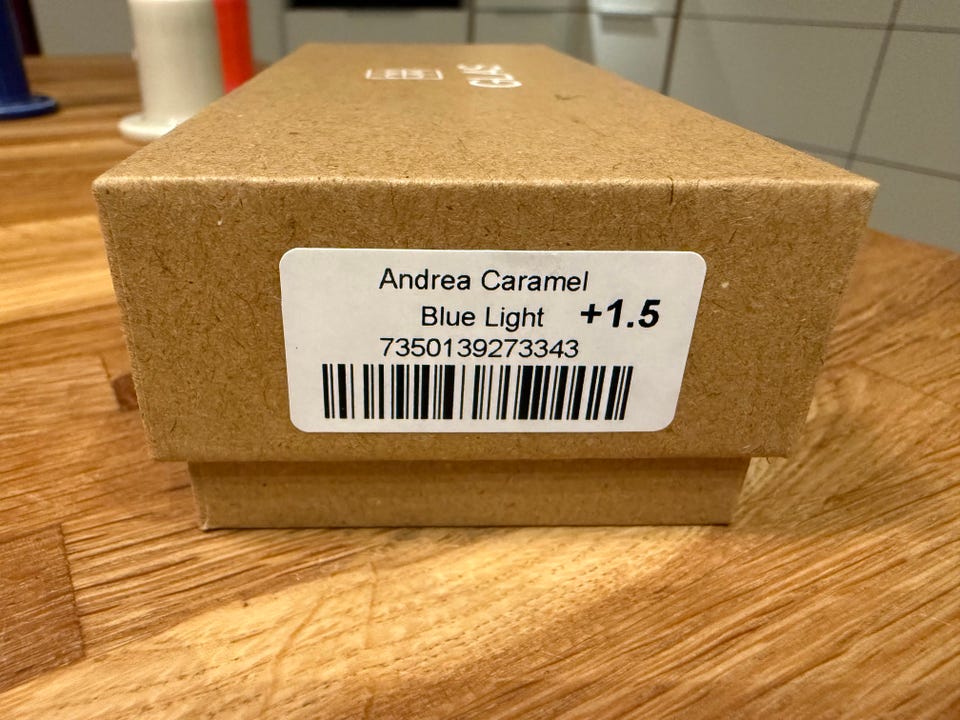 Andrea Caramel
Blue Light +1.5
7350139273343